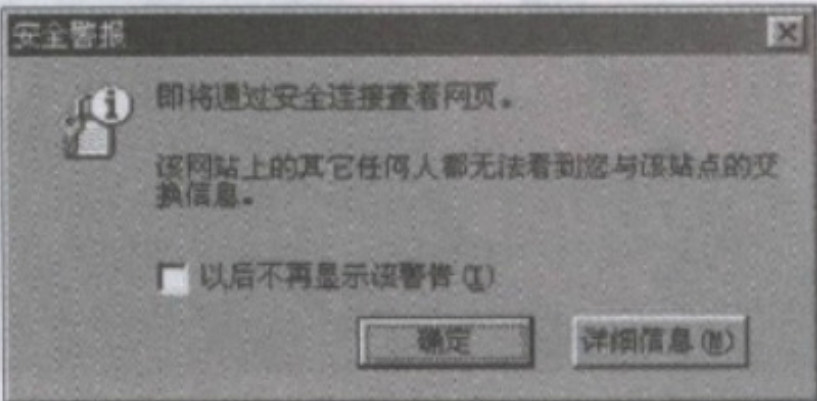 安全警报
即将通过安全连接查看网页。
该网站上的其它任何人都无法看到您与该站点的交
换信息。
以后不再显示该警告(I)
确定
详细信息(M)